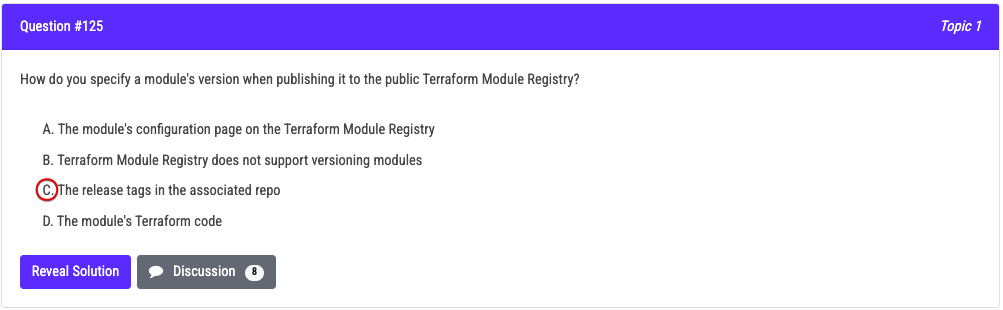 Question #125
Topic 1
How do you specify a module's version when publishing it to the public Terraform Module Registry?
A. The module's configuration page on the Terraform Module Registry
B. Terraform Module Registry does not support versioning modules
C. The release tags in the associated repo
D. The module's Terraform code
Reveal Solution
Discussion 8